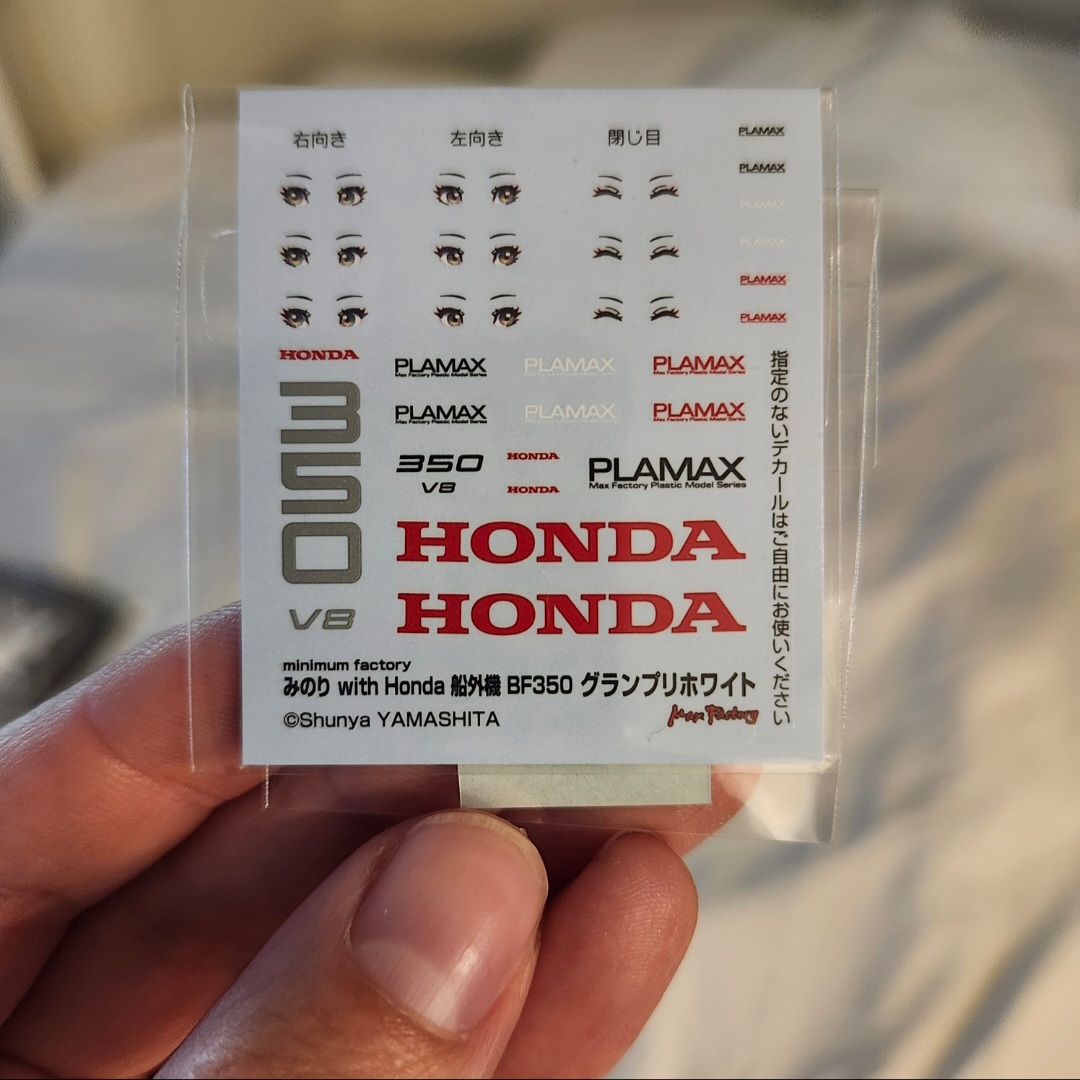 右向き 左向き 閉じ目
PLAMAX
PLAMAX
PLAMAX
PLAMAX
PLAMAX
PLAMAX
HONDA
350
V8
PLAMAX PLAMAX PLAMAX
Max Factory Plastic Model Series Max Factory Plastic Model Series Max Factory Plastic Model Series
PLAMAX PLAMAX PLAMAX
Max Factory Plastic Model Series Max Factory Plastic Model Series Max Factory Plastic Model Series
350 HONDA
V8 HONDA
PLAMAX
Max Factory Plastic Model Series
HONDA
HONDA
minimum factory
みのり with Honda 船外機 BF350 グランプリホワイト
©Shunya YAMASHITA
Max Factory
指定のないデカールはご自由にお使いください